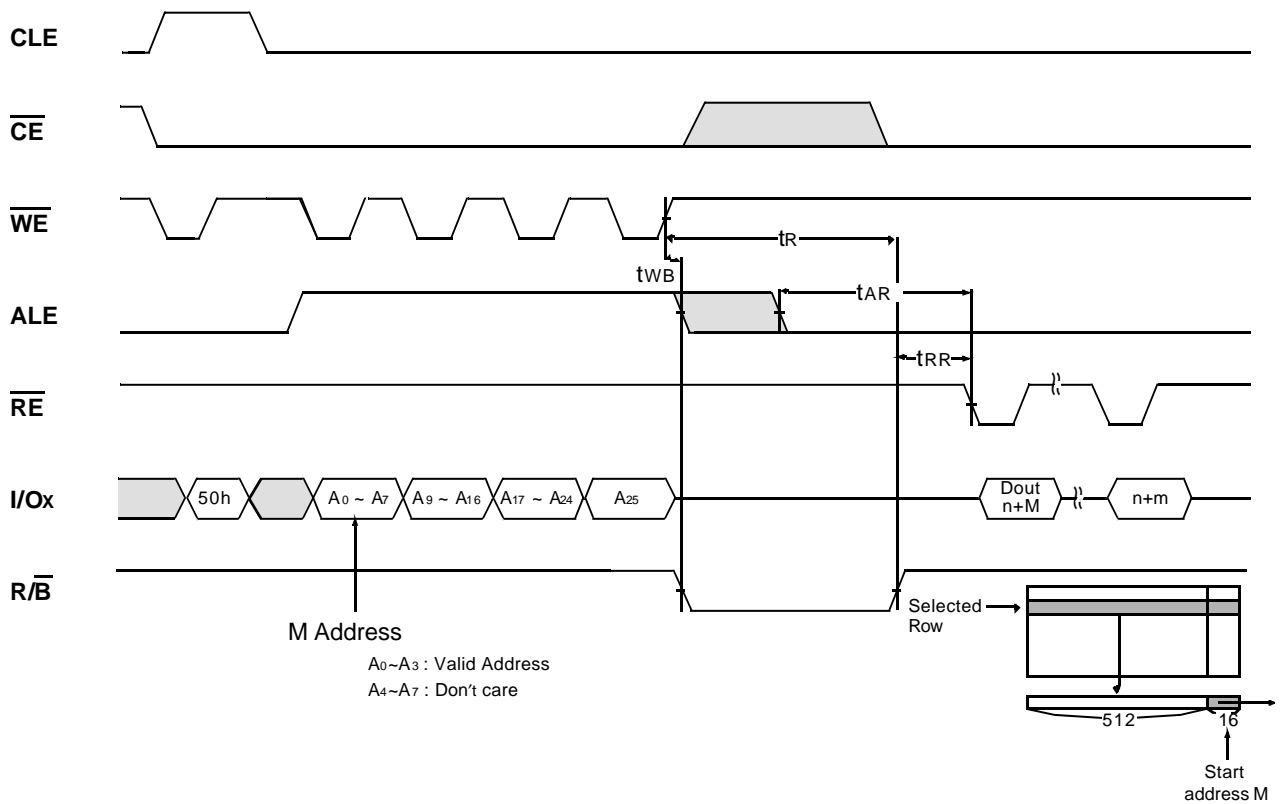 CLE
CE
WE
tR
tWB
ALE
tAR
tRR
RE
I/Ox
50h
A0 ~ A7
A9 ~ A16
A17 ~ A24
A25
Dout
n+M
n+m
R/B
M Address
A0~A3 : Valid Address
A4~A7 : Don't care
Selected
Row
512
16
Start
address M